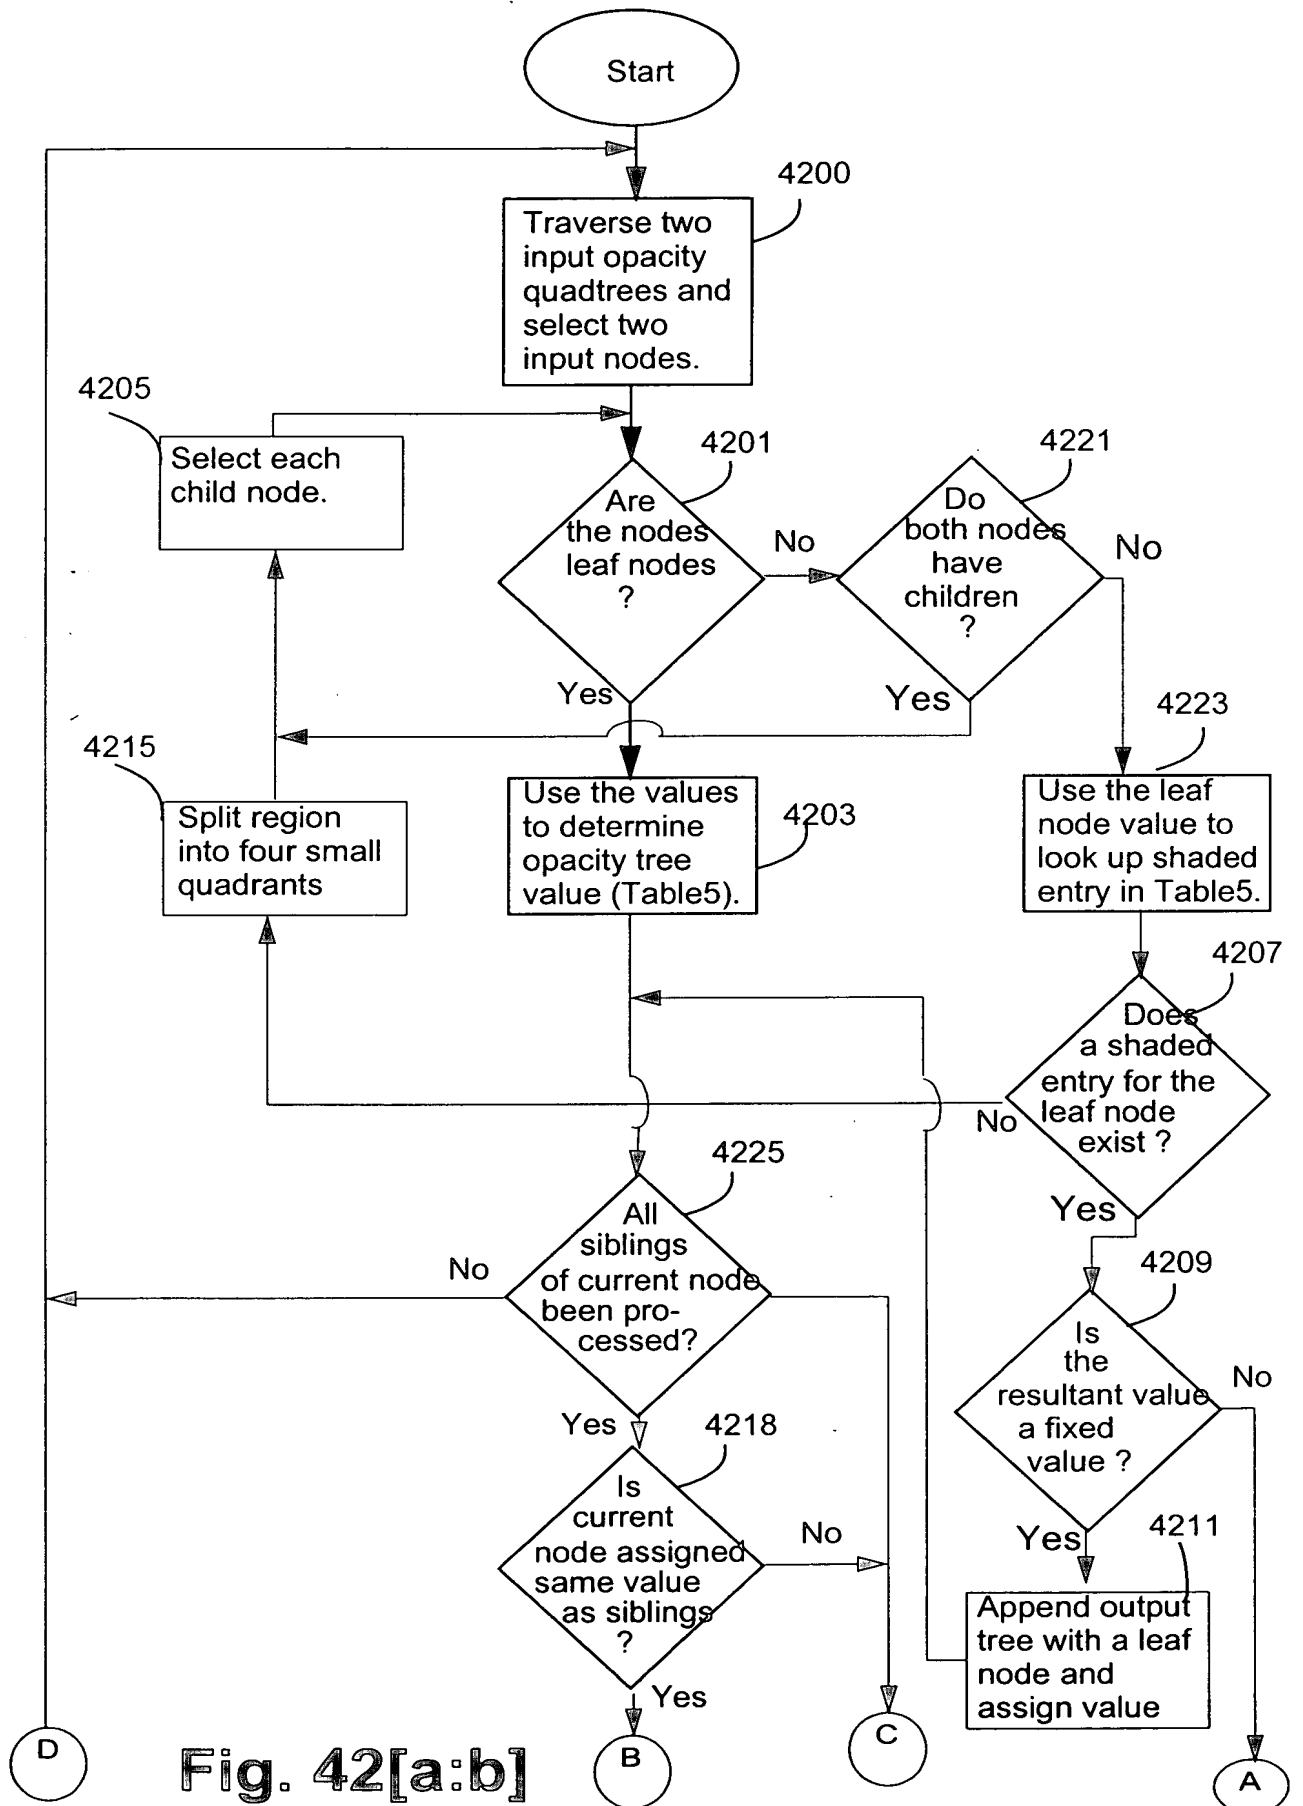 Start
4200
Traverse two
input opacity
quadtrees and
select two
input nodes.
4205
Select each
child node.
4201
Are
the nodes
leaf nodes
?
No
Yes
4221
Do
both nodes
have
children
?
No
Yes
4215
Split region
into four small
quadrants
4203
Use the values
to determine
opacity tree
value (Table5).
4223
Use the leaf
node value to
look up shaded
entry in Table5.
4207
Does
a shaded
entry for the
leaf node
exist ?
No
Yes
4225
All
siblings
of current node
been pro-
cessed?
No
Yes
4209
Is
the
resultant value
a fixed
value ?
No
Yes
4218
Is
current
node assigned
same value
as siblings
?
No
Yes
4211
Append output
tree with a leaf
node and
assign value
D
Fig. 42[a:b]
B
C
A